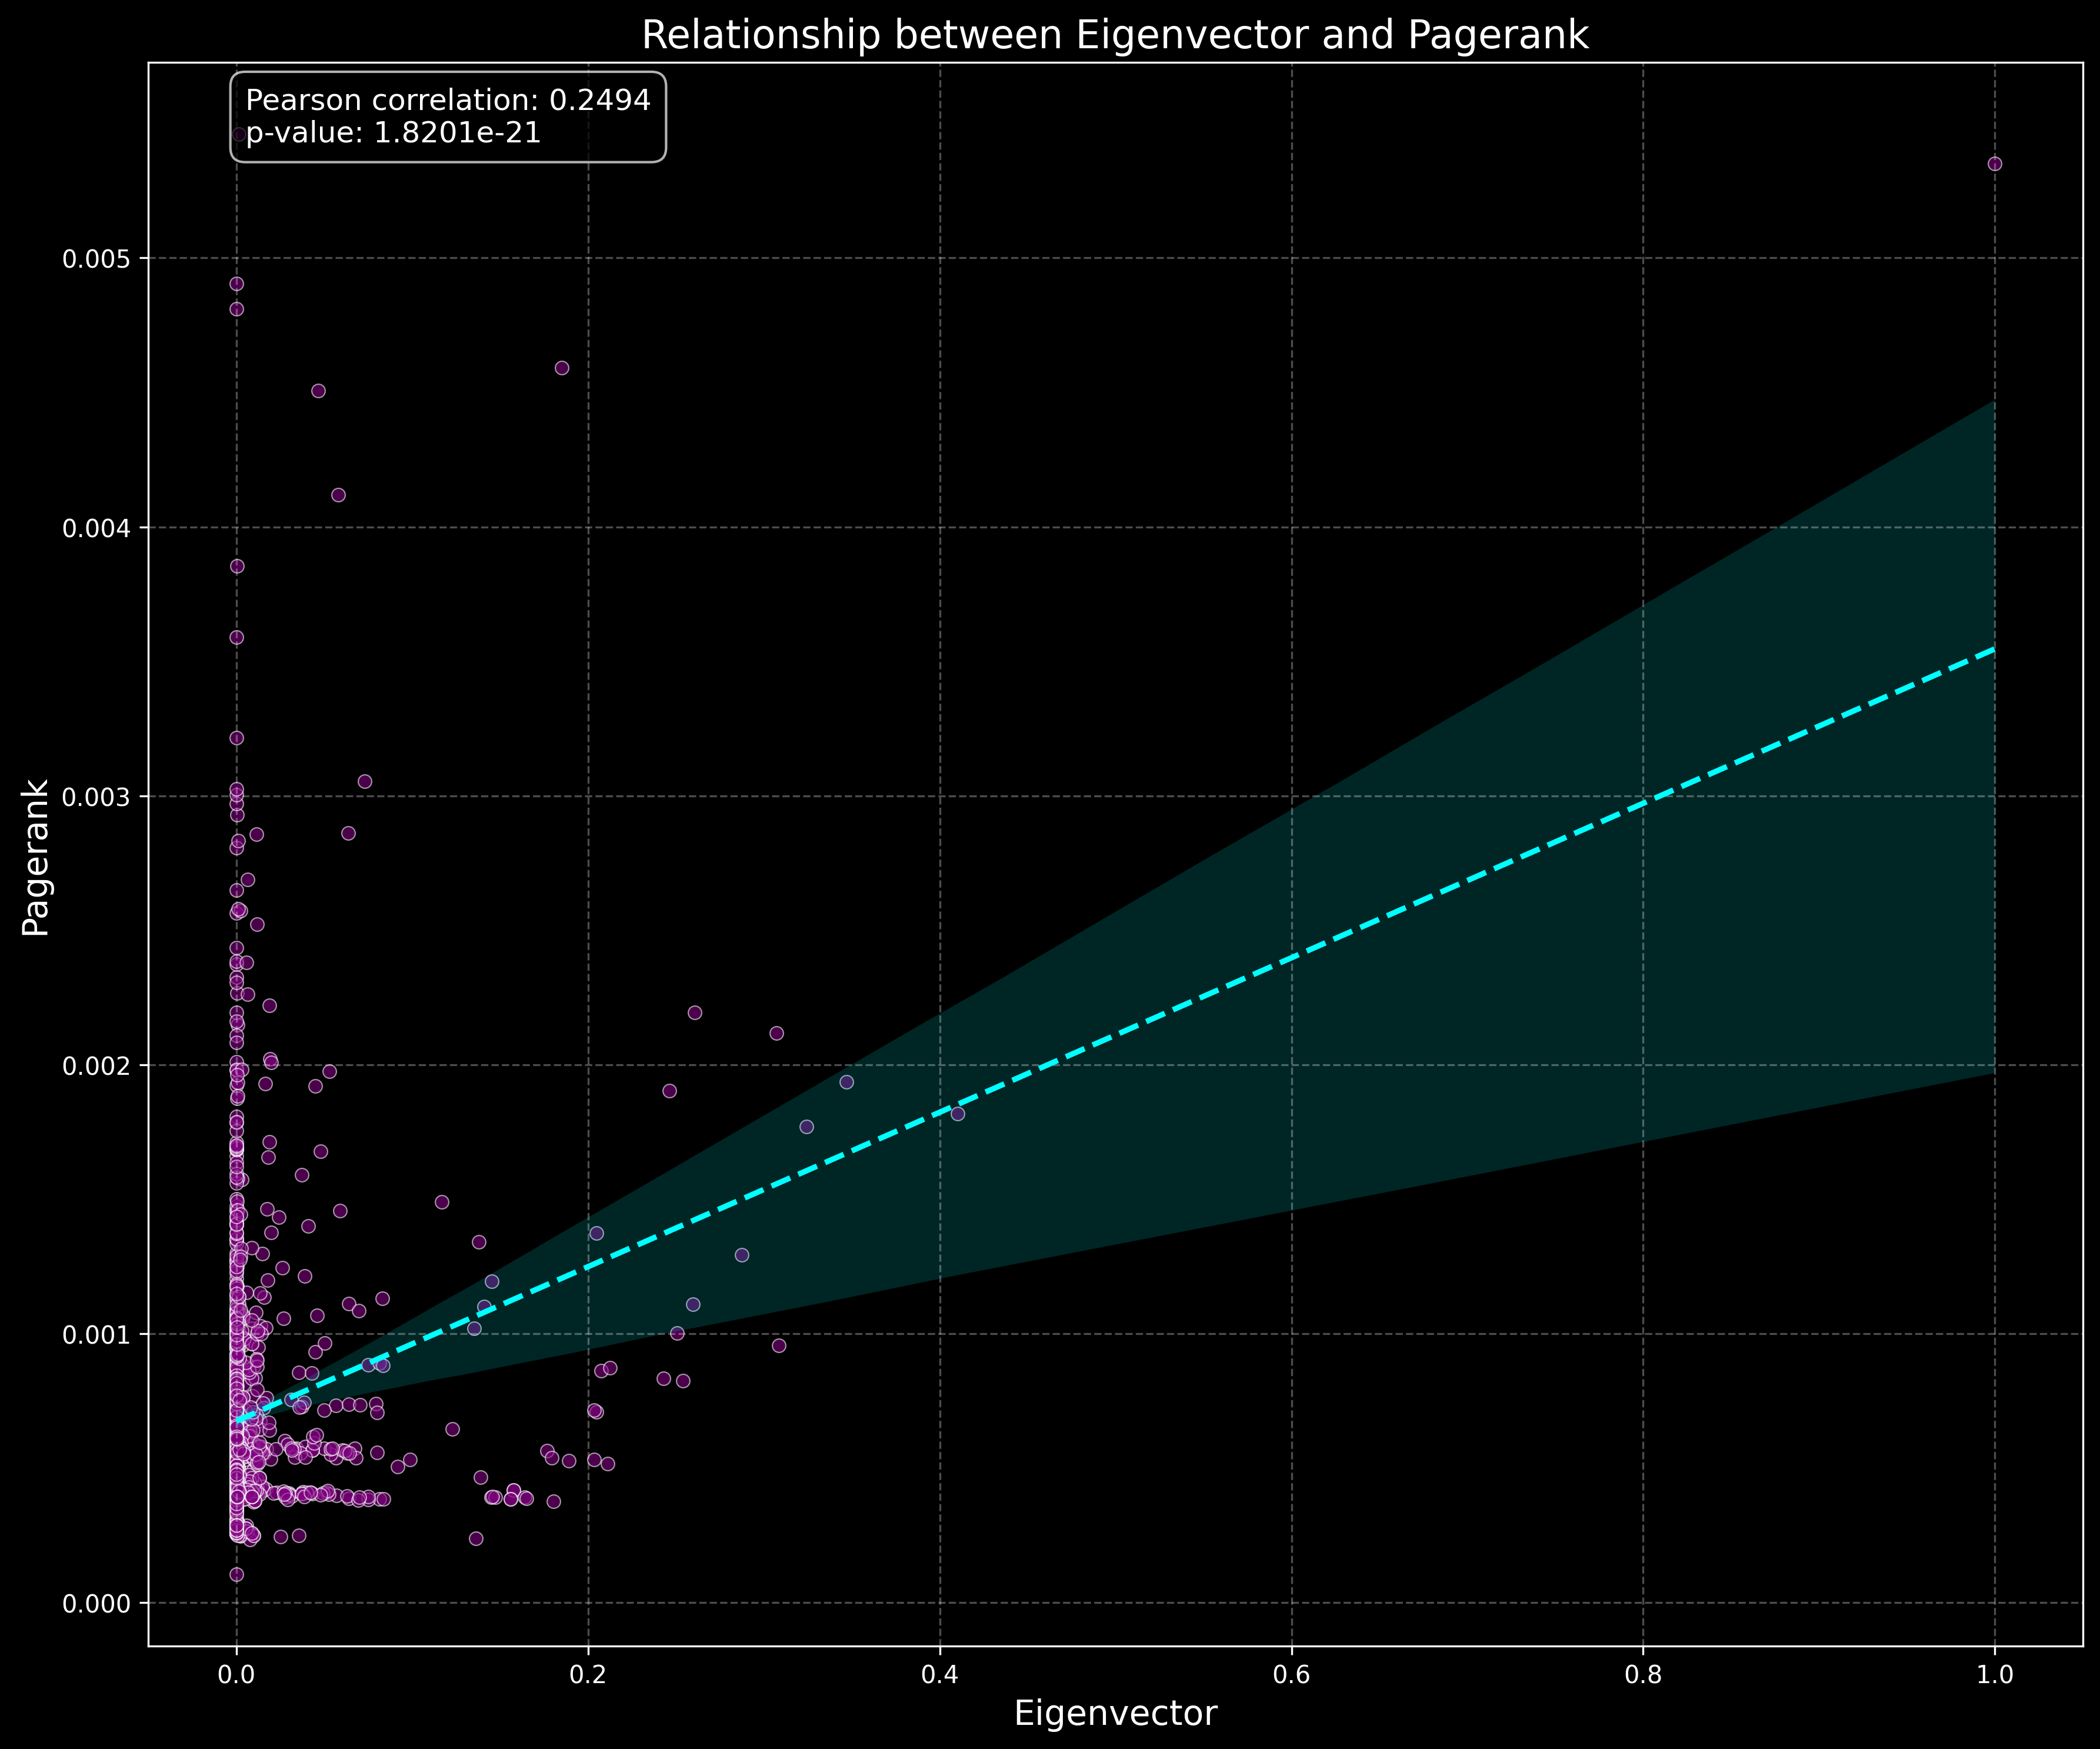 Relationship between Eigenvector and Pagerank
Pearson correlation: 0.2494
p-value: 1.8201e-21
Pagerank
0.005
0.004
0.003
0.002
0.001
0.000
0.0 0.2 0.4 0.6 0.8 1.0
Eigenvector